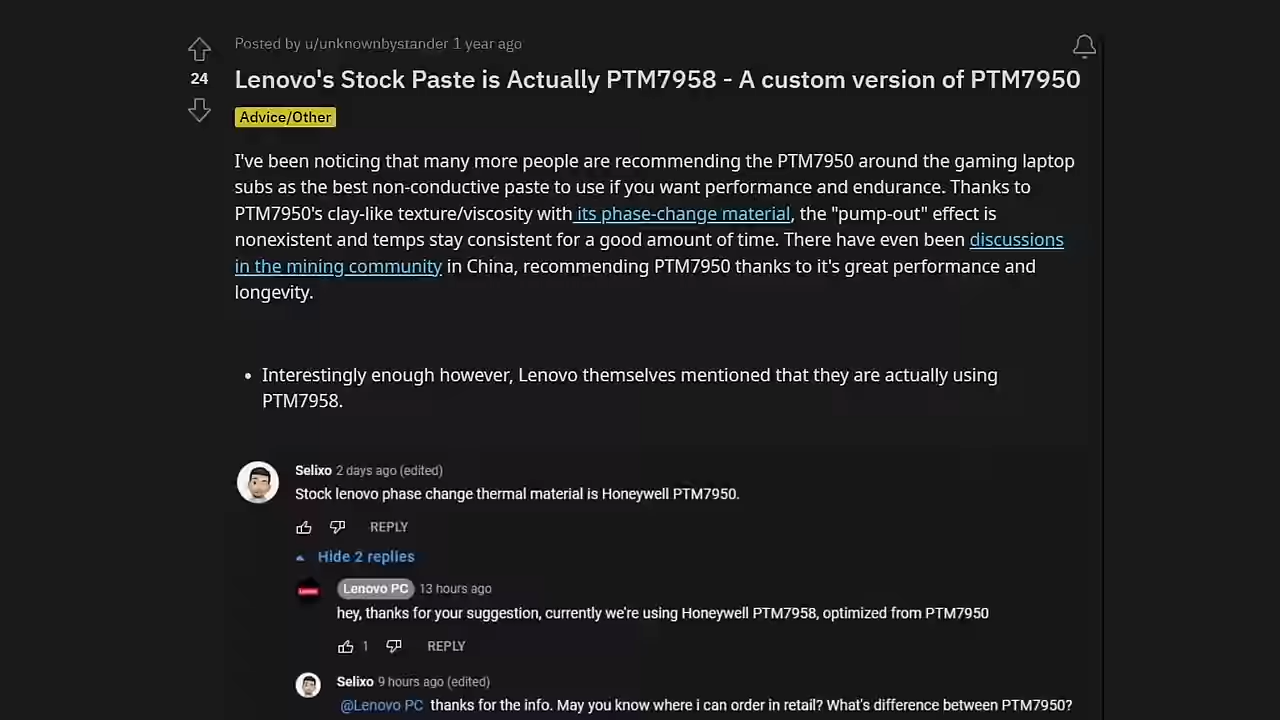 Posted by u/unknownbystander 1 year ago
24
Lenovo's Stock Paste is Actually PTM7958 - A custom version of PTM7950
Advice/Other
I've been noticing that many more people are recommending the PTM7950 around the gaming laptop
subs as the best non-conductive paste to use if you want performance and endurance. Thanks to
PTM7950's clay-like texture/viscosity with its phase-change material, the "pump-out" effect is
nonexistent and temps stay consistent for a good amount of time. There have even been discussions
in the mining community in China, recommending PTM7950 thanks to it's great performance and
longevity.
• Interestingly enough however, Lenovo themselves mentioned that they are actually using
PTM7958.
Selixo 2 days ago (edited)
Stock lenovo phase change thermal material is Honeywell PTM7950.
REPLY
Hide 2 replies
Lenovo
Lenovo PC 13 hours ago
hey, thanks for your suggestion, currently we're using Honeywell PTM7958, optimized from PTM7950
1 REPLY
Selixo 9 hours ago (edited)
@Lenovo PC thanks for the info. May you know where i can order in retail? What's difference between PTM7950?